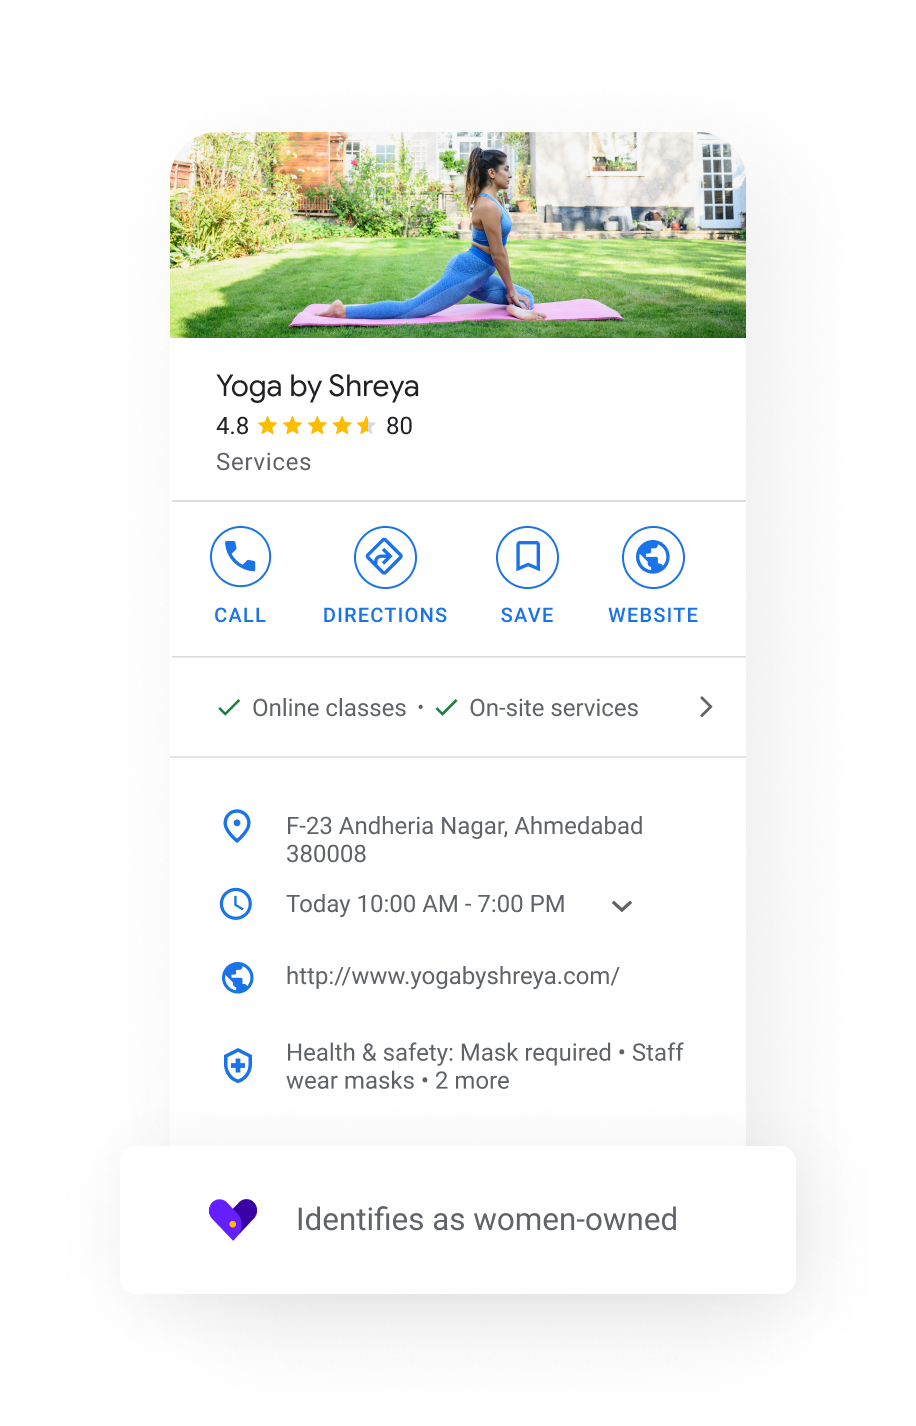 Yoga by Shreya
4.8 80
Services
CALL DIRECTIONS SAVE WEBSITE
Online classes • On-site services
F-23 Andheria Nagar, Ahmedabad
380008
Today 10:00 AM - 7:00 PM
http://www.yogabyshreya.com/
Health & safety: Mask required • Staff
wear masks • 2 more
Identifies as women-owned